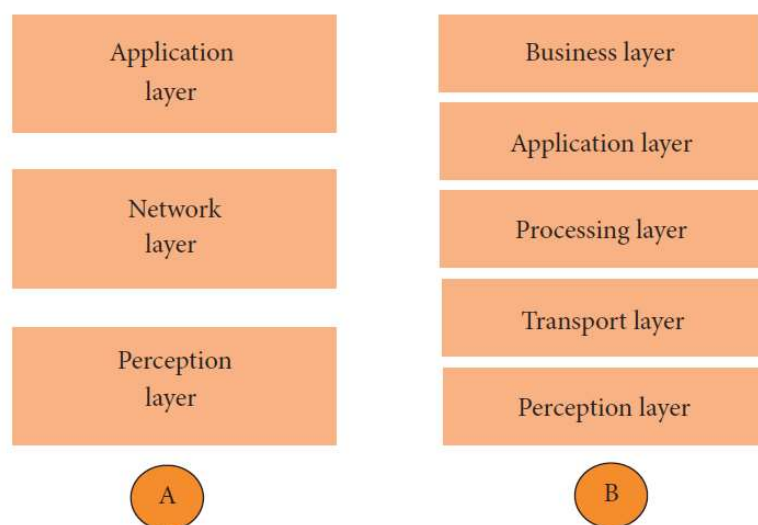 Application
layer
Network
layer
Perception
layer
A
Business layer
Application layer
Processing layer
Transport layer
Perception layer
B